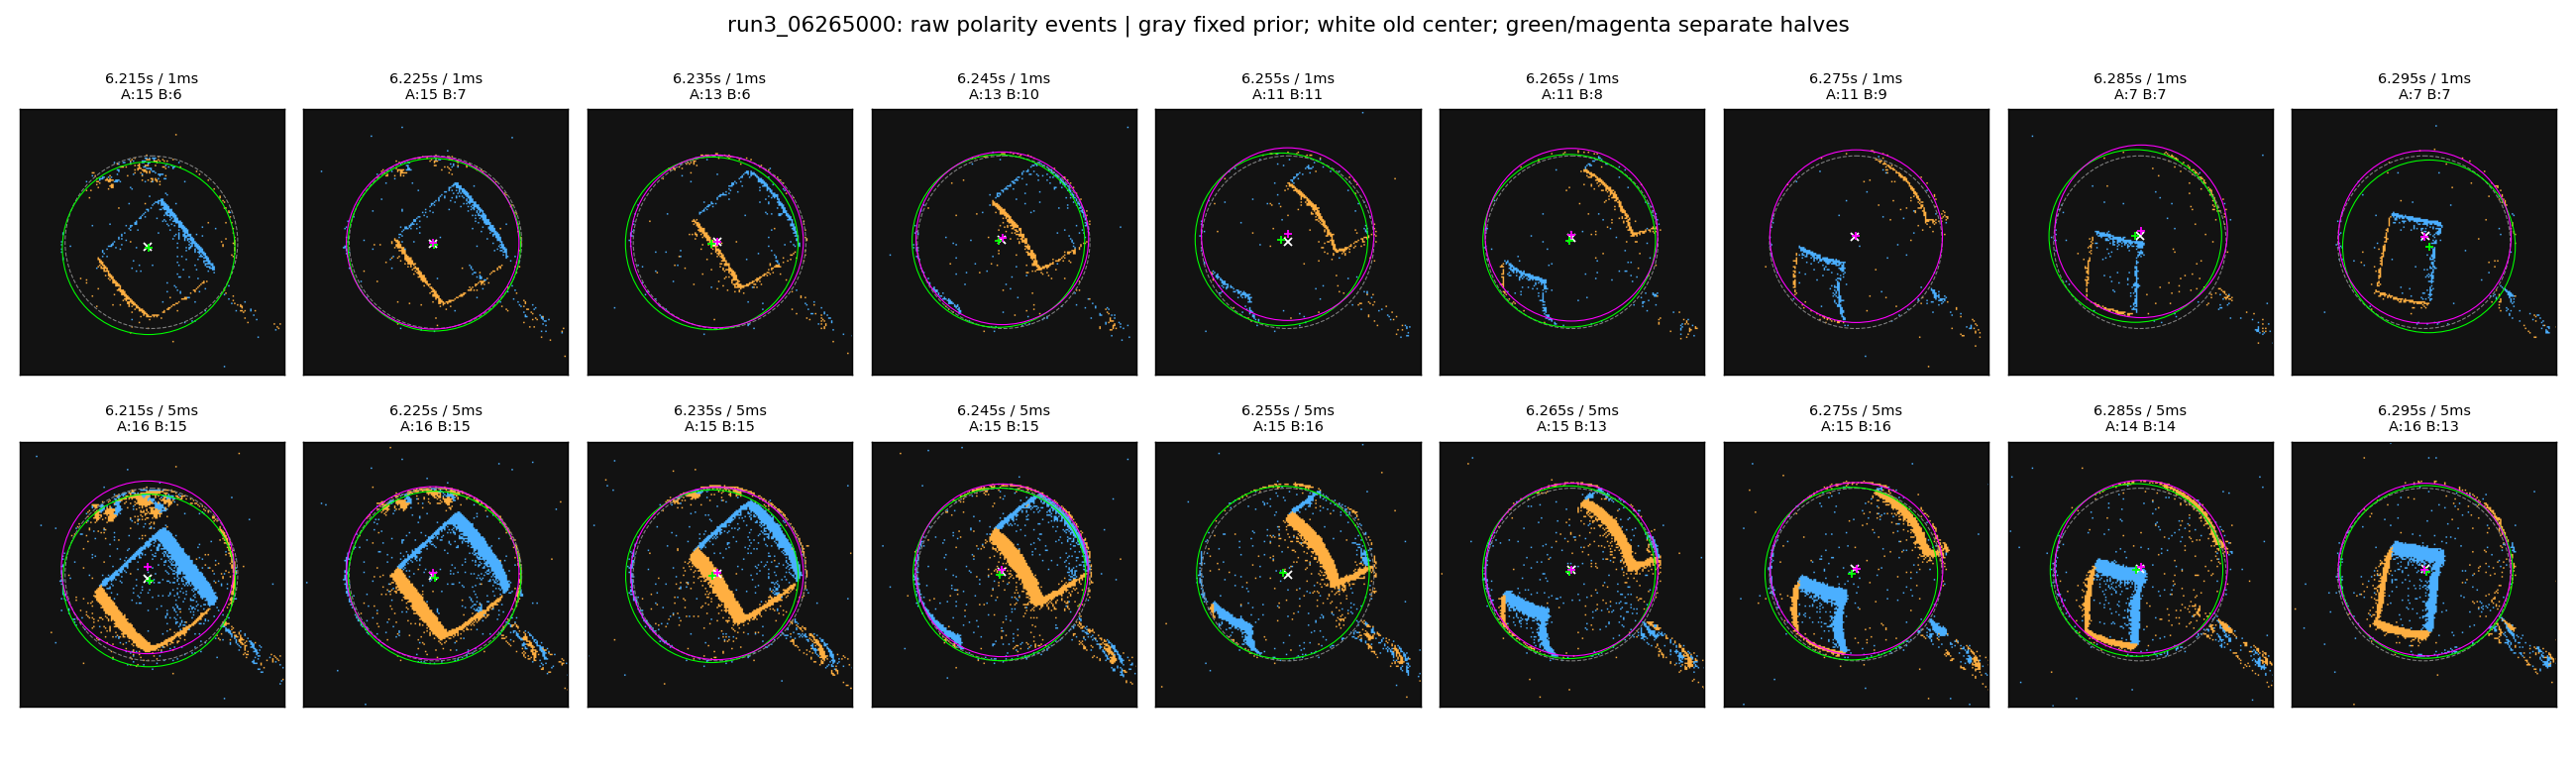 run3_06265000: raw polarity events | gray fixed prior; white old center; green/magenta separate halves
6.215s / 1ms
A:15 B:6
6.225s / 1ms
A:15 B:7
6.235s / 1ms
A:13 B:6
6.245s / 1ms
A:13 B:10
6.255s / 1ms
A:11 B:11
6.265s / 1ms
A:11 B:8
6.275s / 1ms
A:11 B:9
6.285s / 1ms
A:7 B:7
6.295s / 1ms
A:7 B:7
6.215s / 5ms
A:16 B:15
6.225s / 5ms
A:16 B:15
6.235s / 5ms
A:15 B:15
6.245s / 5ms
A:15 B:15
6.255s / 5ms
A:15 B:16
6.265s / 5ms
A:15 B:13
6.275s / 5ms
A:15 B:16
6.285s / 5ms
A:14 B:14
6.295s / 5ms
A:16 B:13